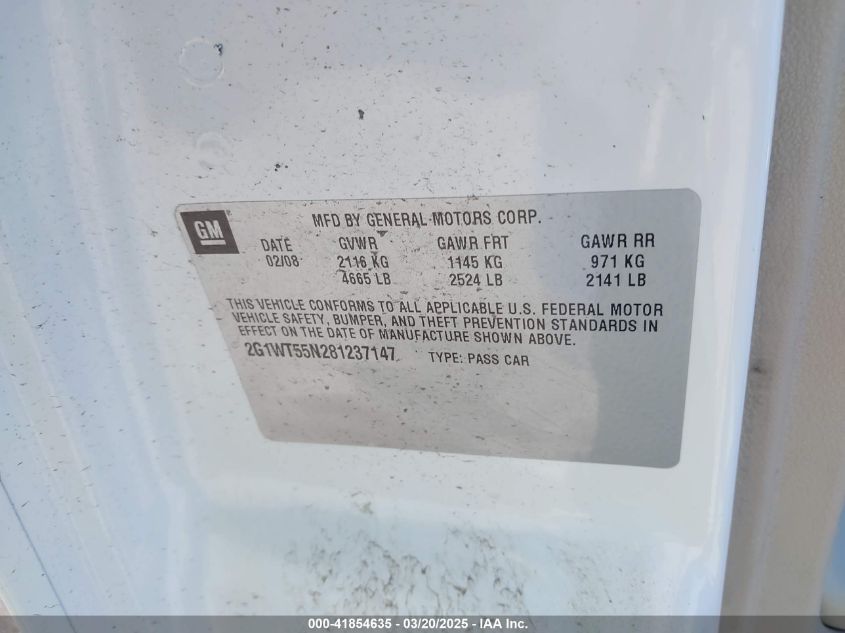 GM
MFD BY GENERAL MOTORS CORP.
DATE GVWR GAWR FRT GAWR RR
02/08 2116 KG 1145 KG 971 KG
4665 LB 2524 LB 2141 LB
THIS VEHICLE CONFORMS TO ALL APPLICABLE U.S. FEDERAL MOTOR
VEHICLE SAFETY, BUMPER, AND THEFT PREVENTION STANDARDS IN
EFFECT ON THE DATE OF MANUFACTURE SHOWN ABOVE.
2G1WT55N281237147 TYPE: PASS CAR
000-41854635 - 03/20/2025 - IAA Inc.